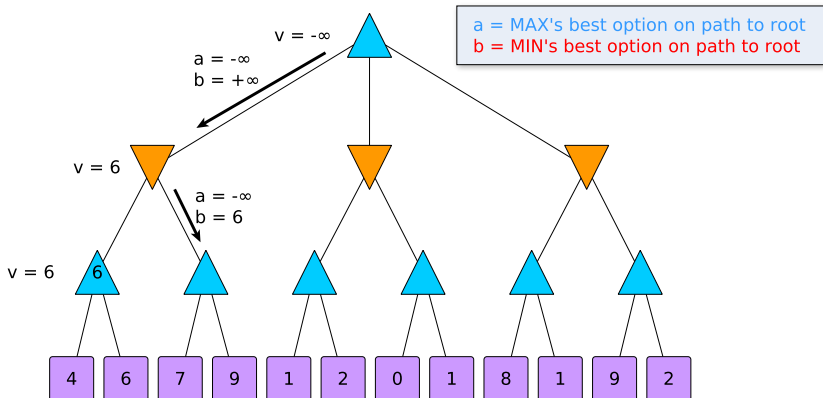 v = -∞
a = MAX's best option on path to root
b = MIN's best option on path to root
a = -∞
b = +∞
v = 6
a = -∞
b = 6
v = 6
6
4 6 7 9 1 2 0 1 8 1 9 2